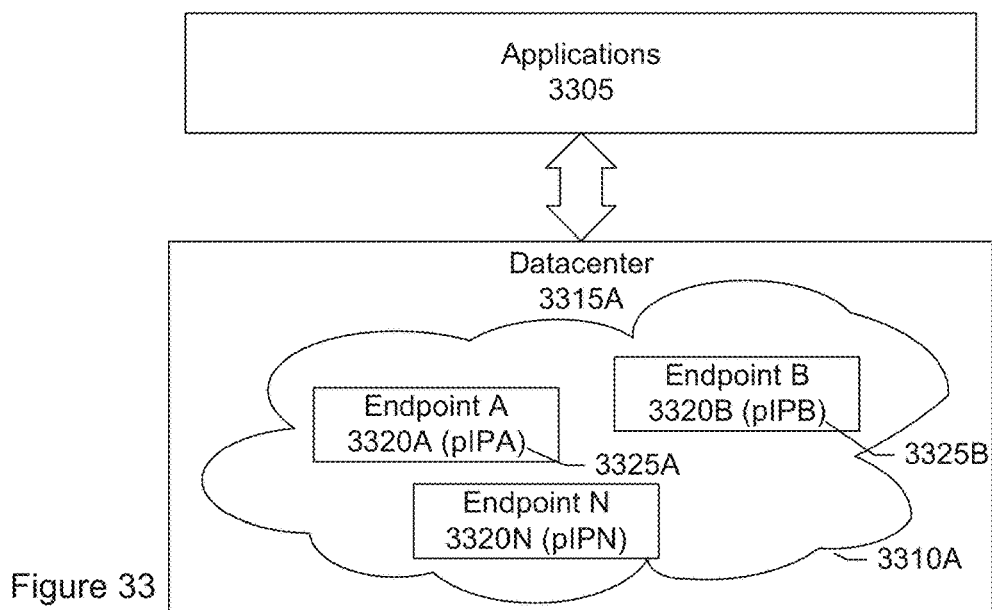 Applications
3305
Datacenter
3315A
Endpoint B
3320B (pIPB)
3325B
Endpoint A
3320A (pIPA)
3325A
Endpoint N
3320N (pIPN)
3310A
Figure 33